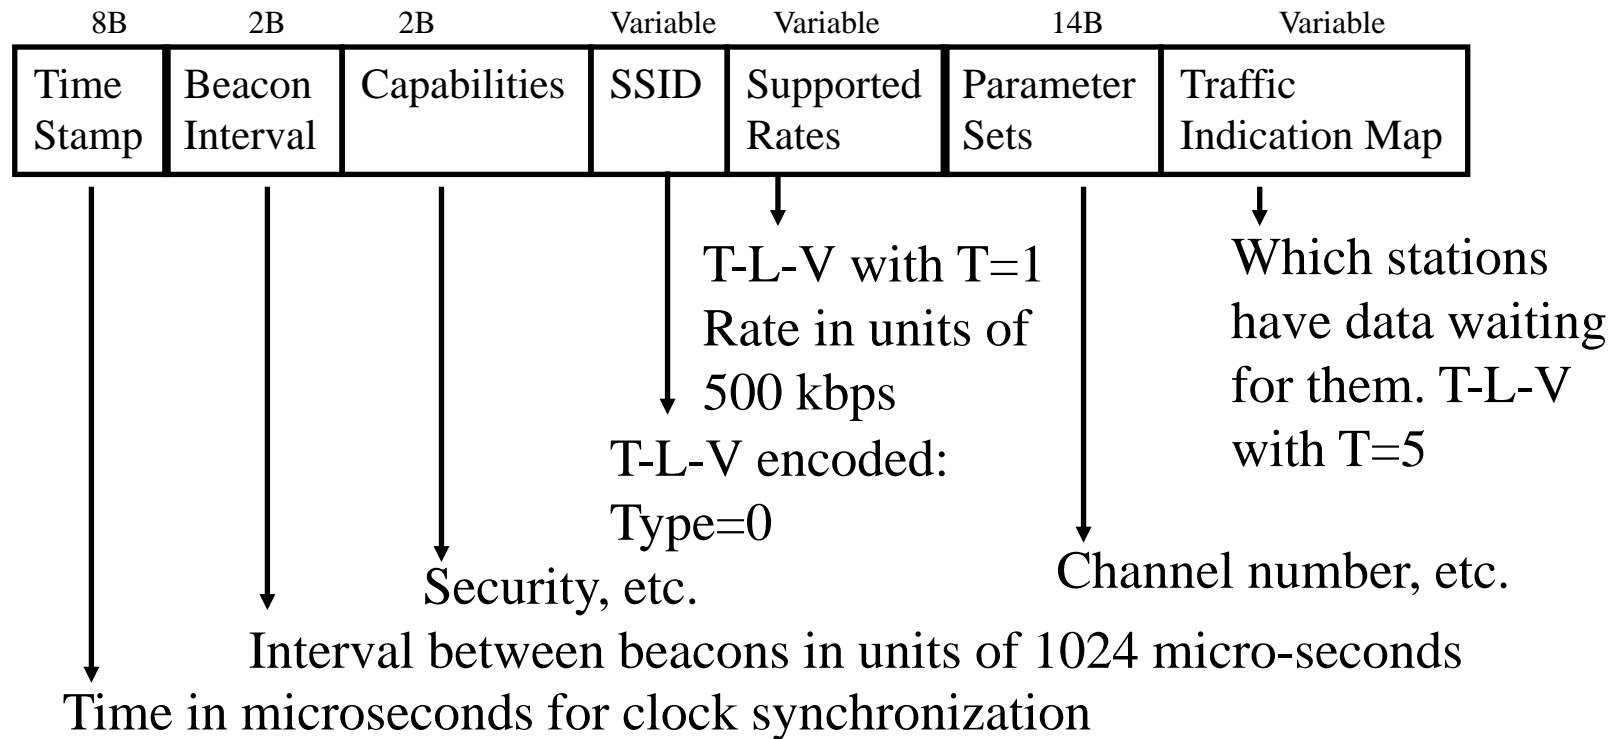 8B 2B 2B Variable Variable 14B Variable
Time Beacon Capabilities SSID Supported Parameter Traffic
Stamp Interval Rates Sets Indication Map
T-L-V with T=1
Rate in units of
500 kbps
Which stations
have data waiting
for them. T-L-V
with T=5
T-L-V encoded:
Type=0
Security, etc.
Channel number, etc.
Interval between beacons in units of 1024 micro-seconds
Time in microseconds for clock synchronization